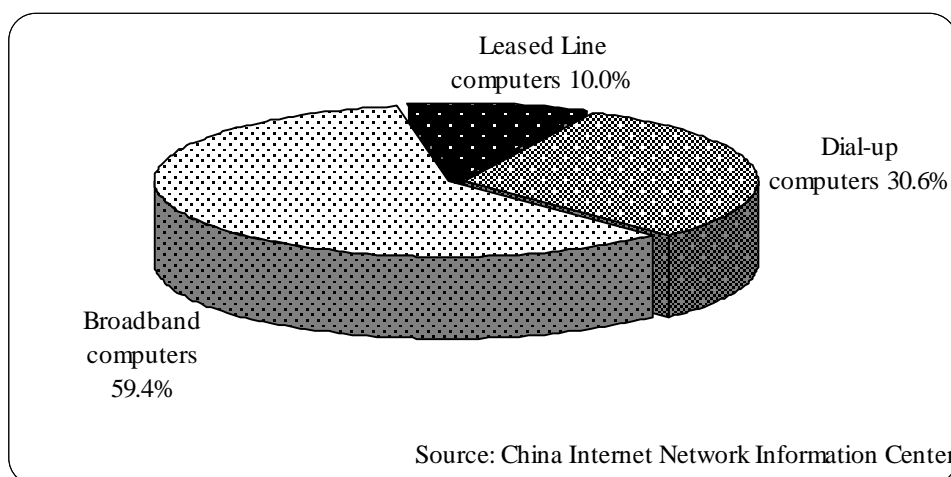 Leased Line
computers 10.0%
Dial-up
computers 30.6%
Broadband
computers
59.4%
Source: China Internet Network Information Center